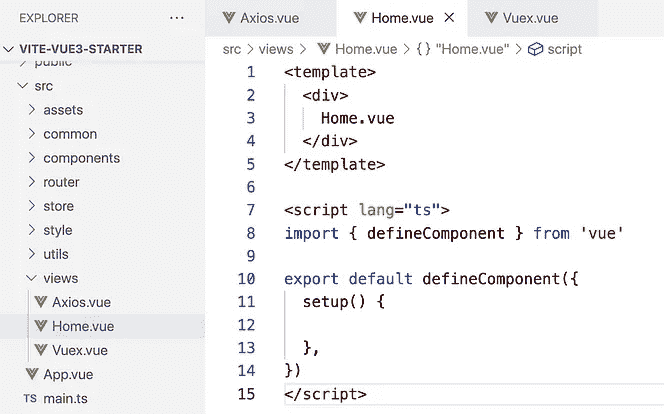 EXPLORER ···
VITE-VUE3-STARTER
public
src
assets
common
components
router
store
style
utils
views
Axios.vue
Home.vue
Vuex.vue
App.vue
TS main.ts
Axios.vue Home.vue × Vuex.vue
src > views > Home.vue > {} "Home.vue" > script
1 <template>
2   <div>
3     Home.vue
4   </div>
5 </template>
6
7 <script lang="ts">
8 import { defineComponent } from 'vue'
9
10 export default defineComponent({
11   setup() {
12
13   },
14 })
15 </script>